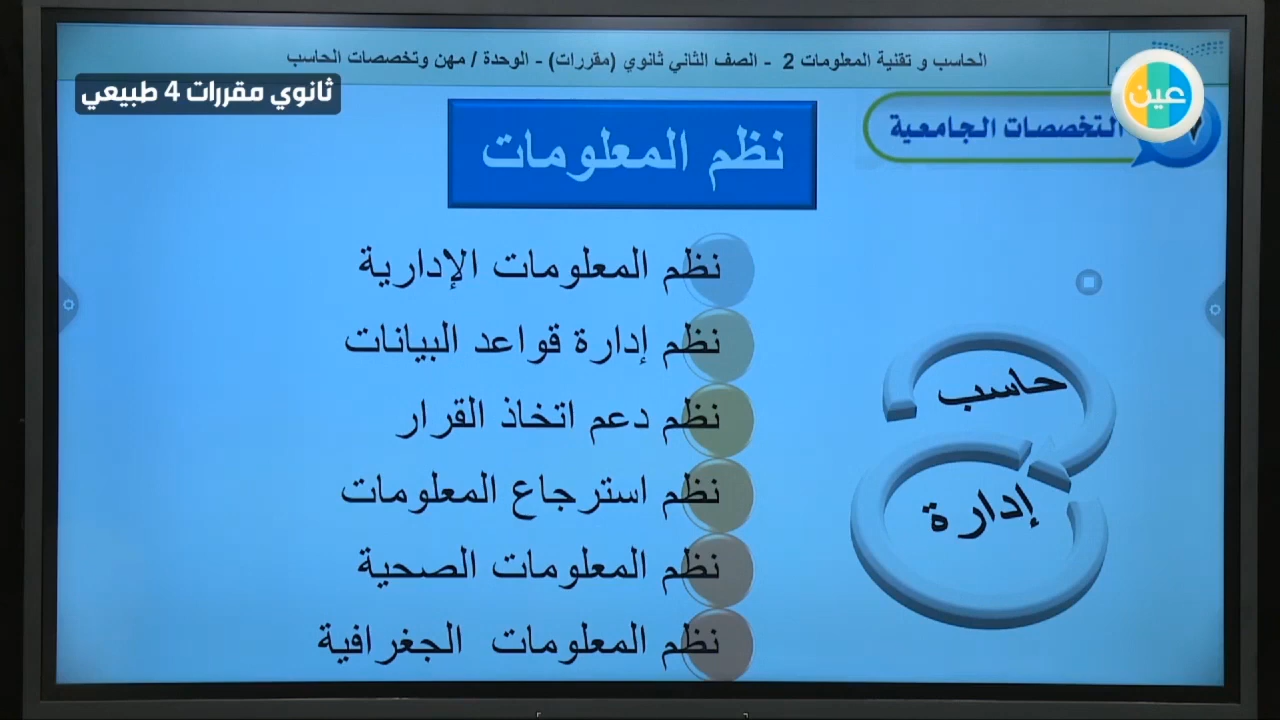 الحاسب و تقنية المعلومات 2 - الصف الثاني ثانوي (مقررات) - الوحدة / مهن وتخصصات الحاسب
عين
ثانوي مقررات 4 طبيعي
التخصصات الجامعية
نظم المعلومات
نظم المعلومات الإدارية
نظم إدارة قواعد البيانات
نظم دعم اتخاذ القرار
نظم استرجاع المعلومات
نظم المعلومات الصحية
نظم المعلومات الجغرافية
حاسب
إدارة